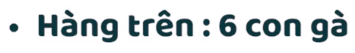 • Hàng trên : 6 con gà